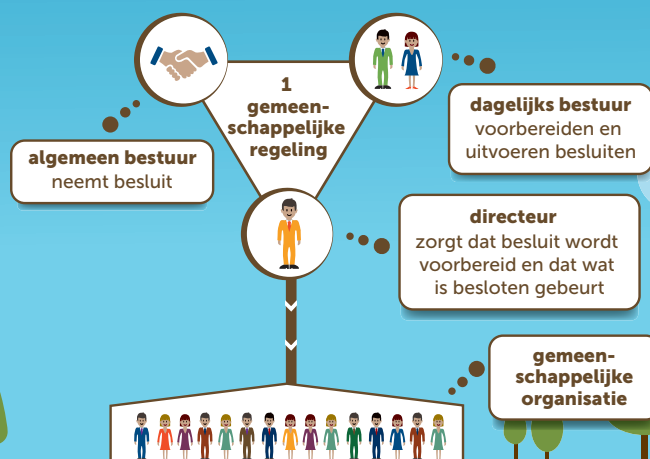 1
gemeen-
schappelijke
regeling
dagelijks bestuur
voorbereiden en
uitvoeren besluiten
algemeen bestuur
neemt besluit
directeur
zorgt dat besluit wordt
voorbereid en dat wat
is besloten gebeurt
gemeen-
schappelijke
organisatie